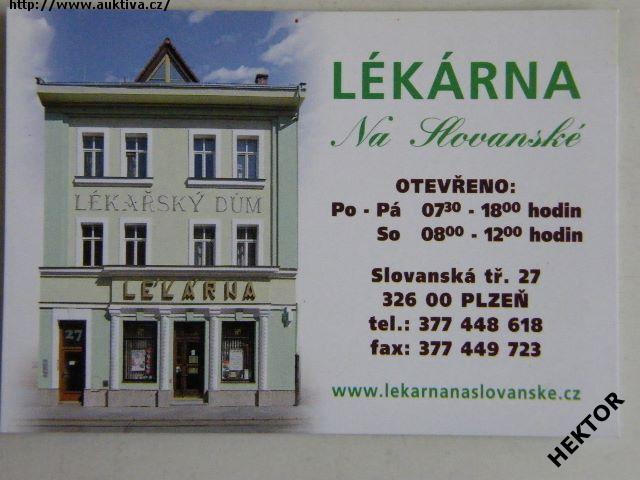 http://www.auktiva.cz/
LÉKÁRNA
Na Slovanské
OTEVŘENO:
Po - Pá 07³⁰ - 18⁰⁰ hodin
So 08⁰⁰ - 12⁰⁰ hodin
Slovanská tř. 27
326 00 PLZEŇ
tel.: 377 448 618
fax: 377 449 723
www.lekarnanaslovanske.cz
LÉKAŘSKÝ DŮM
LÉKÁRNA
27
HEKTOR